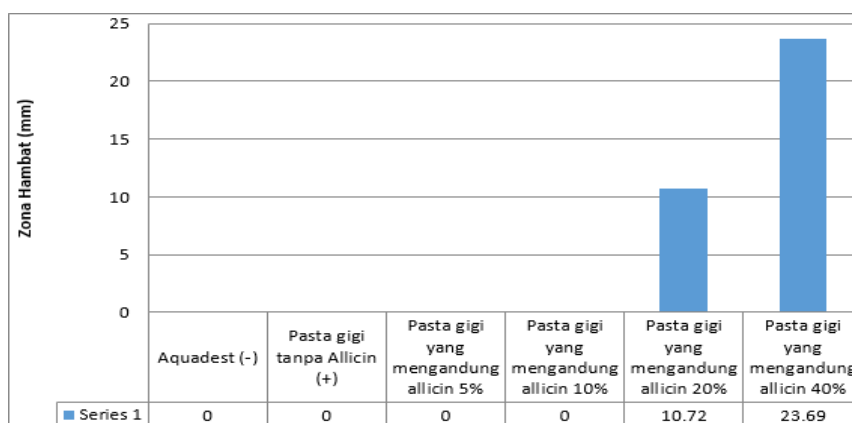 Zona Hambat (mm)
25
20
15
10
5
0
Aquadest (-)
Pasta gigi
tanpa Allicin
(+)
Pasta gigi
yang
mengandung
allicin 5%
Pasta gigi
yang
mengandung
allicin 10%
Pasta gigi
yang
mengandung
allicin 20%
Pasta gigi
yang
mengandung
allicin 40%
Series 1 0 0 0 0 10.72 23.69